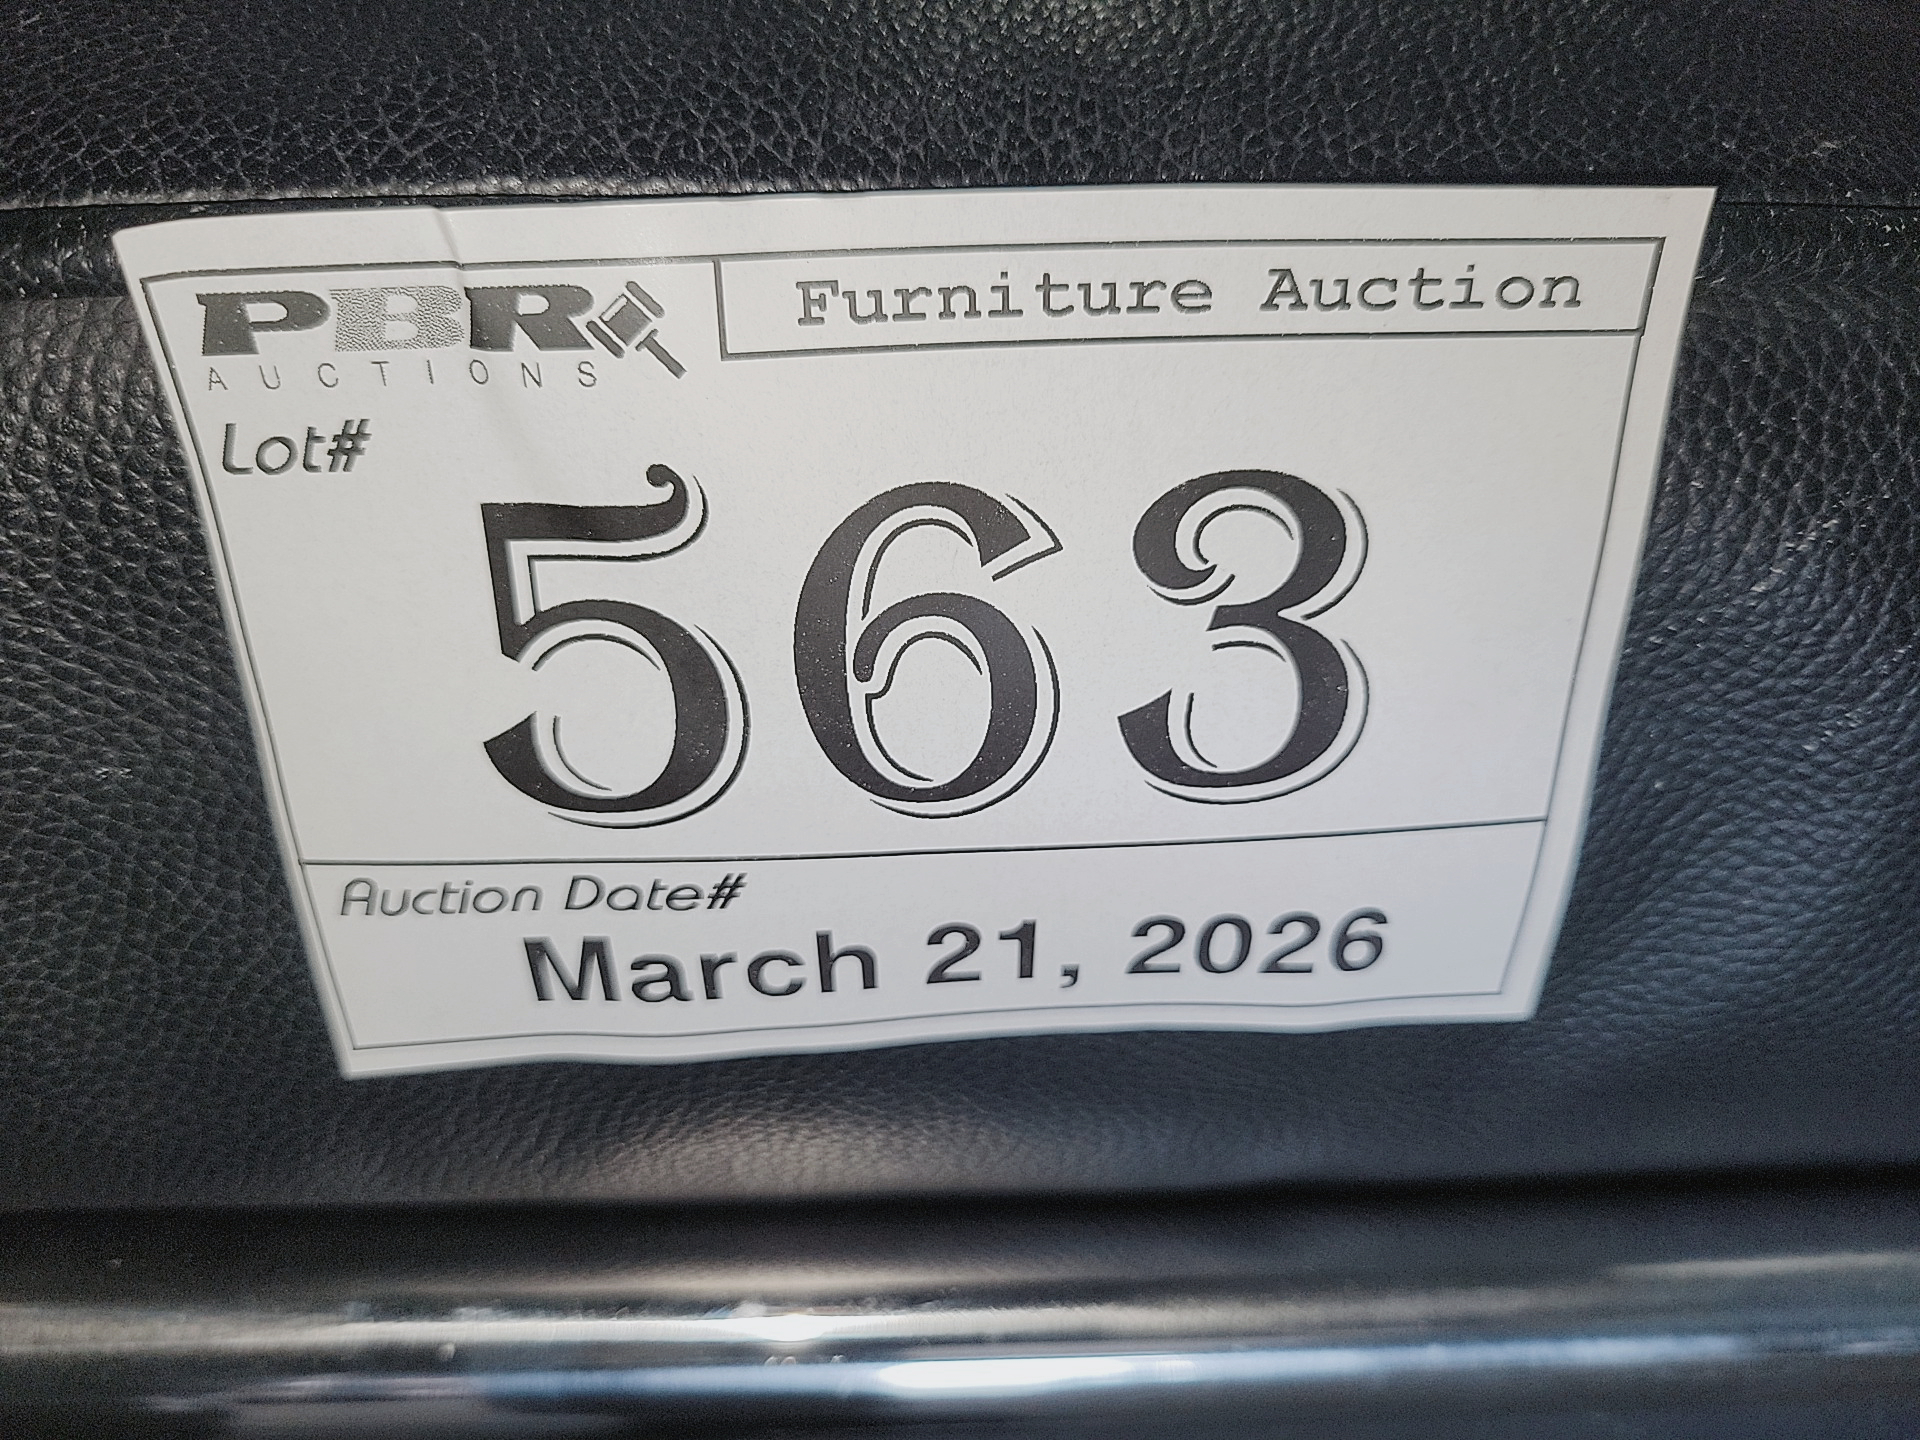 PBR
AUCTIONS
Furniture Auction
Lot#
563
Auction Date#
March 21, 2026